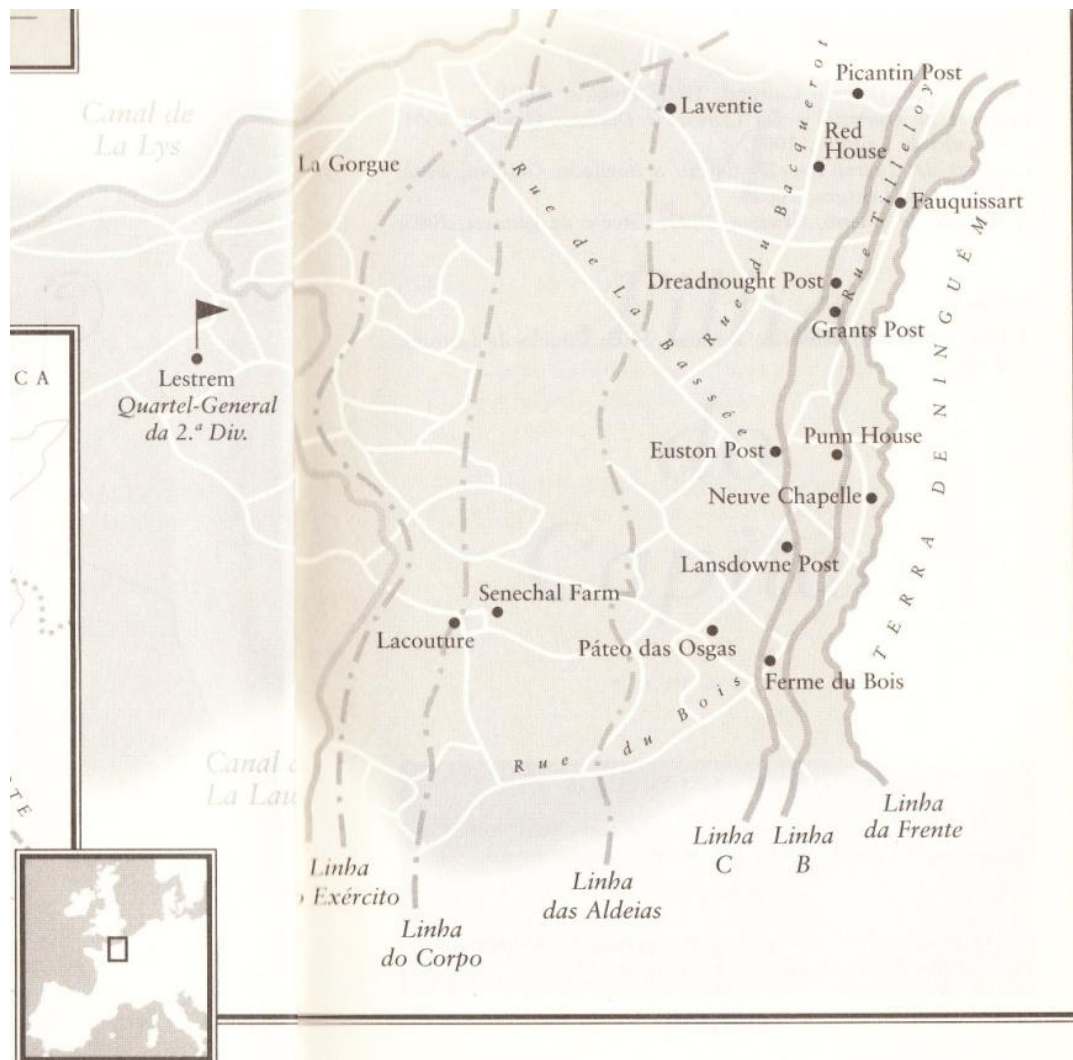 Canal de
La Lys
La Gorgue
Laventie
Picantin Post
Red
House
Fauquissart
Rue de La Bassée
Rue du Bacquerot
Rue Tilleloy
Dreadnought Post
Grants Post
TERRA DE NINGUÉM
C A
Lestrem
Quartel-General
da 2.ª Div.
Euston Post
Punn House
Neuve Chapelle
Lansdowne Post
Senechal Farm
Lacouture
Páteo das Osgas
Ferme du Bois
Rue du Bois
Canal
La Lau
TE
Linha
da Frente
Linha
C
Linha
B
Linha
o Exército
Linha
das Aldeias
Linha
do Corpo